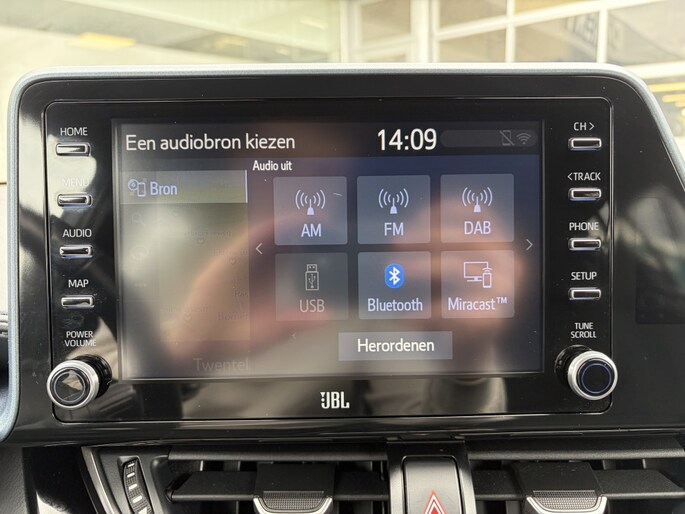 HOME
MENU
AUDIO
MAP
POWER
VOLUME
Een audiobron kiezen
14:09
Bron
Audio uit
AM
FM
DAB
USB
Bluetooth
Miracast™
Herordenen
Twentel
JBL
CH >
<TRACK
PHONE
SETUP
TUNE
SCROLL